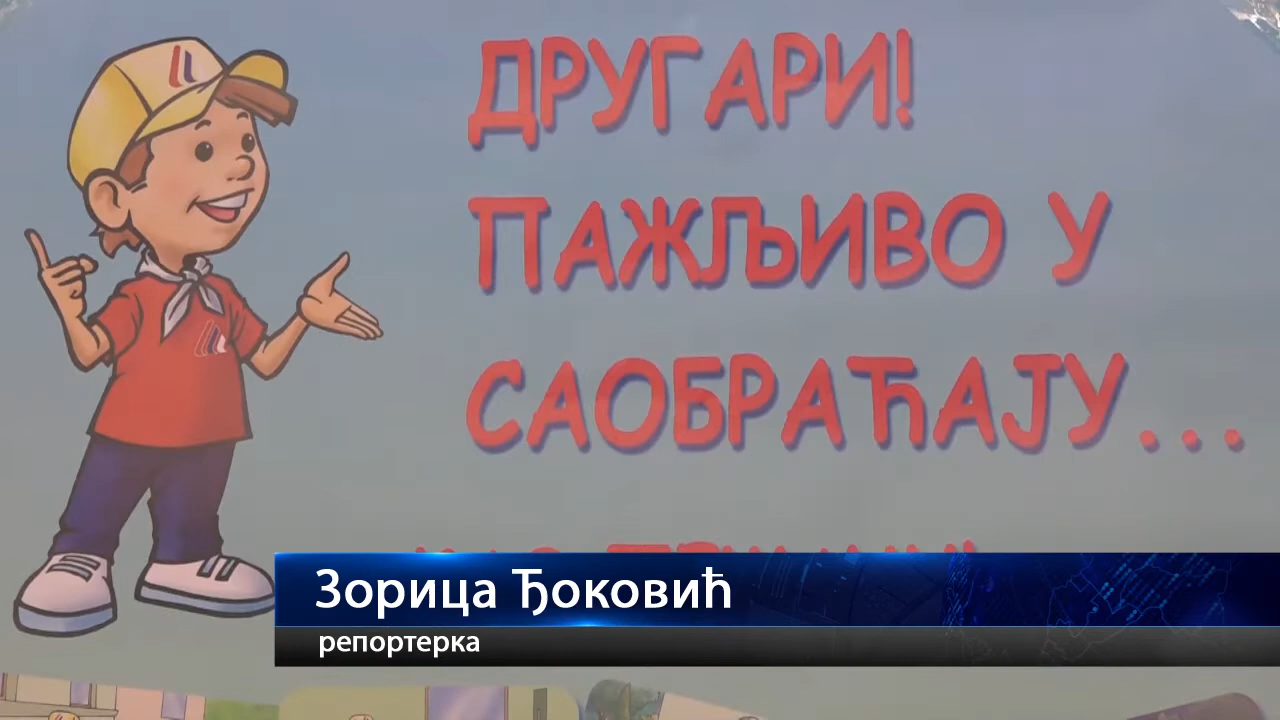 ДРУГАРИ!
ПАЖЉИВО У
САОБРАЋАЈУ...
Зорица Ђоковић
репортерка